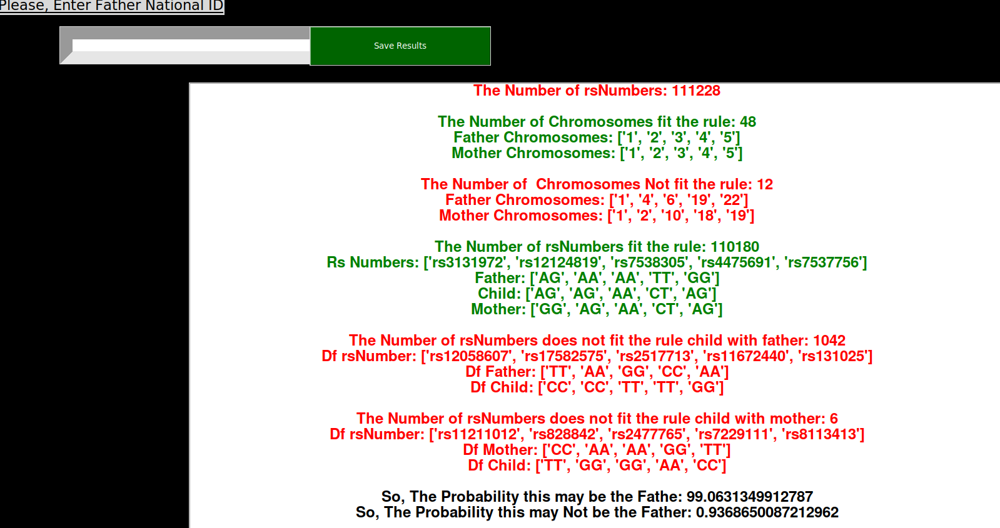 Please, Enter Father National ID
Save Results
The Number of rsNumbers: 111228
The Number of Chromosomes fit the rule: 48
Father Chromosomes: ['1', '2', '3', '4', '5']
Mother Chromosomes: ['1', '2', '3', '4', '5']
The Number of  Chromosomes Not fit the rule: 12
Father Chromosomes: ['1', '4', '6', '19', '22']
Mother Chromosomes: ['1', '2', '10', '18', '19']
The Number of rsNumbers fit the rule: 110180
Rs Numbers: ['rs3131972', 'rs12124819', 'rs7538305', 'rs4475691', 'rs7537756']
Father: ['AG', 'AA', 'AA', 'TT', 'GG']
Child: ['AG', 'AG', 'AA', 'CT', 'AG']
Mother: ['GG', 'AG', 'AA', 'CT', 'AG']
The Number of rsNumbers does not fit the rule child with father: 1042
Df rsNumber: ['rs12058607', 'rs17582575', 'rs2517713', 'rs11672440', 'rs131025']
Df Father: ['TT', 'AA', 'GG', 'CC', 'AA']
Df Child: ['CC', 'CC', 'TT', 'TT', 'GG']
The Number of rsNumbers does not fit the rule child with mother: 6
Df rsNumber: ['rs11211012', 'rs828842', 'rs2477765', 'rs7229111', 'rs8113413']
Df Mother: ['CC', 'AA', 'AA', 'GG', 'TT']
Df Child: ['TT', 'GG', 'GG', 'AA', 'CC']
So, The Probability this may be the Fathe: 99.0631349912787
So, The Probability this may Not be the Father: 0.9368650087212962